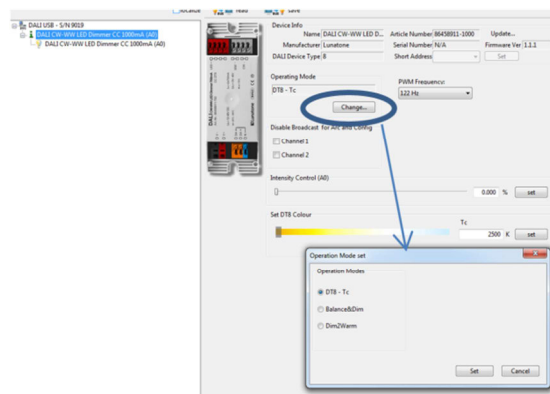 save
DALI USB - S/N 9019
DALI CW-WW LED Dimmer CC 1000mA (A0)
DALI CW-WW LED Dimmer CC 1000mA (A0)
Device Info
Name DALI CW-WW LED D... Article Number 86458911-1000 Update...
Manufacturer Lunatone Serial Number N/A Firmware Ver 1.1.1
DALI Device Type 8 Short Address Set
Operating Mode
PWM Frequency:
DT8 - Tc
122 Hz
Change...
Disable Broadcast for Arc and Config
Channel 1
Channel 2
Intensity Control (A0)
0.000 % set
Set DT8 Colour
Tc
2500 K set
Operation Mode set
Operation Modes
DT8 - Tc
Balance&Dim
Dim2Warm
Set Cancel